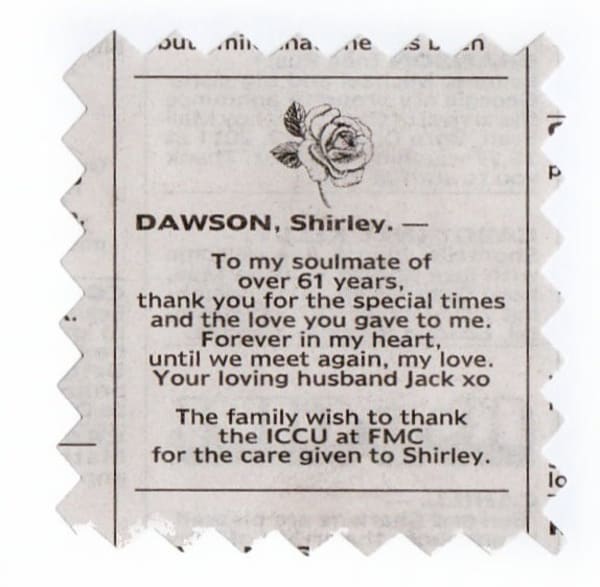 DAWSON, Shirley. —
To my soulmate of
over 61 years,
thank you for the special times
and the love you gave to me.
Forever in my heart,
until we meet again, my love.
Your loving husband Jack xo
The family wish to thank
the ICCU at FMC
for the care given to Shirley.